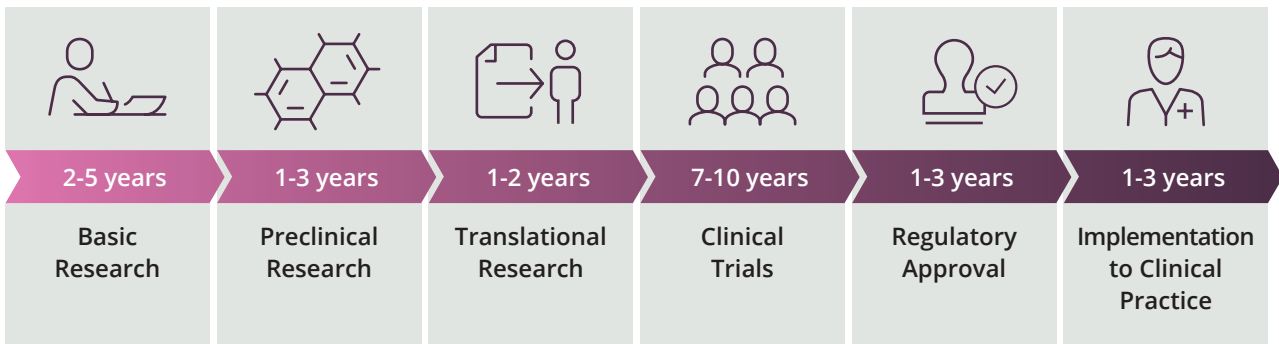 2-5 years
1-3 years
1-2 years
7-10 years
1-3 years
1-3 years
Basic
Research
Preclinical
Research
Translational
Research
Clinical
Trials
Regulatory
Approval
Implementation
to Clinical
Practice